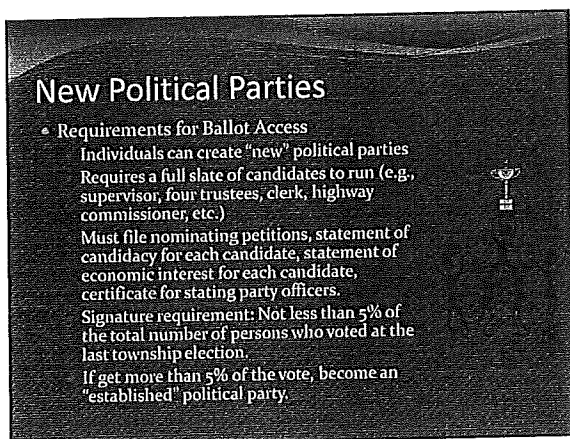 New Political Parties
Requirements for Ballot Access
Individuals can create "new" political parties
Requires a full slate of candidates to run (e.g.,
supervisor, four trustees, clerk, highway
commissioner, etc.)
Must file nominating petitions, statement of
candidacy for each candidate, statement of
economic interest for each candidate,
certificate for stating party officers.
Signature requirement: Not less than 5% of
the total number of persons who voted at the
last township election.
If get more than 5% of the vote, become an
"established" political party.